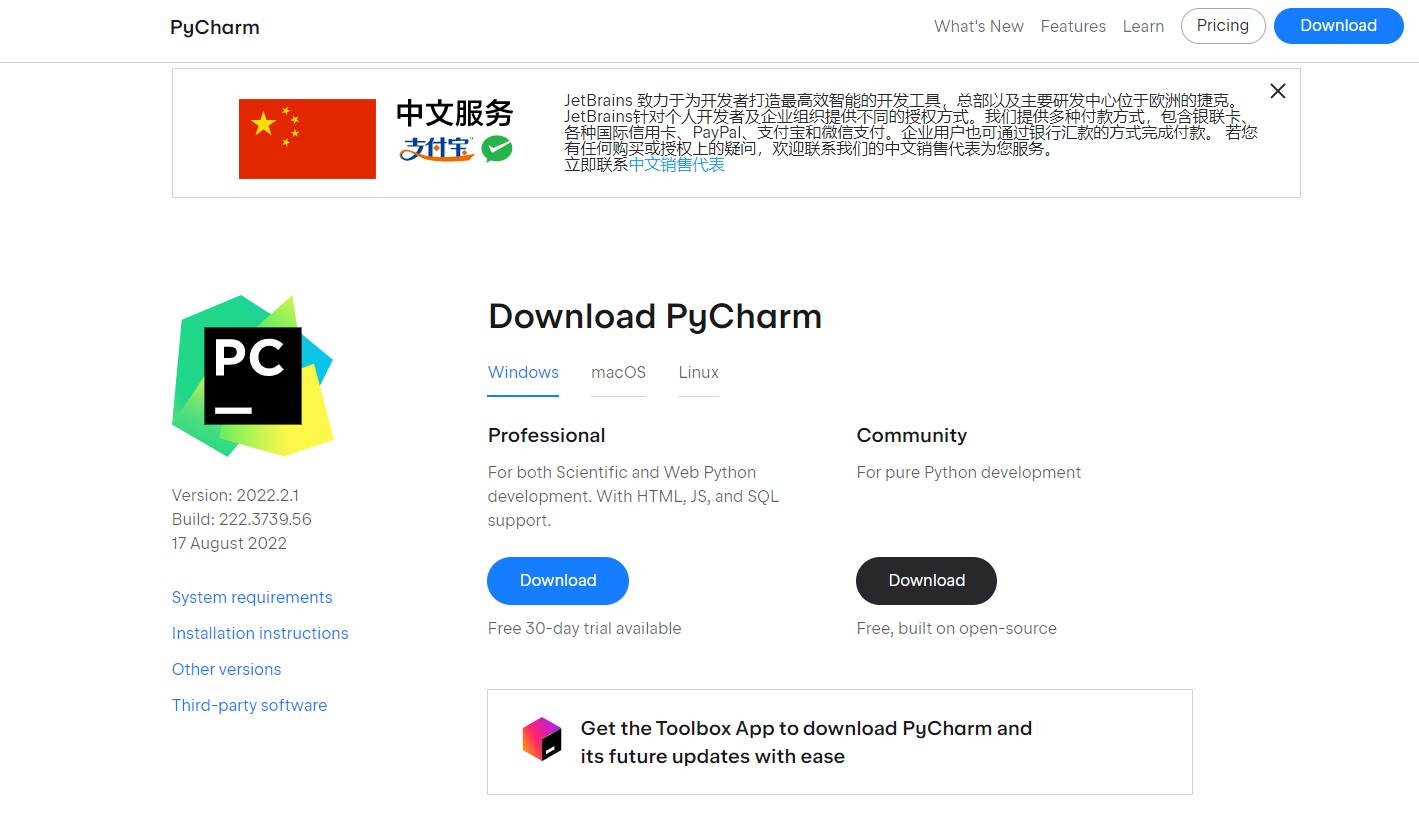 PyCharm
What's New Features Learn Pricing Download
中文服务
支付宝
JetBrains 致力于为开发者打造最高效智能的开发工具，总部以及主要研发中心位于欧洲的捷克。
JetBrains针对个人开发者及企业组织提供不同的授权方式。我们提供多种付款方式，包含银联卡、
各种国际信用卡、PayPal、支付宝和微信支付。企业用户也可通过银行汇款的方式完成付款。 若您
有任何购买或授权上的疑问，欢迎联系我们的中文销售代表为您服务。
立即联系中文销售代表
PC
Version: 2022.2.1
Build: 222.3739.56
17 August 2022
System requirements
Installation instructions
Other versions
Third-party software
Download PyCharm
Windows macOS Linux
Professional
For both Scientific and Web Python
development. With HTML, JS, and SQL
support.
Download
Free 30-day trial available
Community
For pure Python development
Download
Free, built on open-source
Get the Toolbox App to download PyCharm and
its future updates with ease